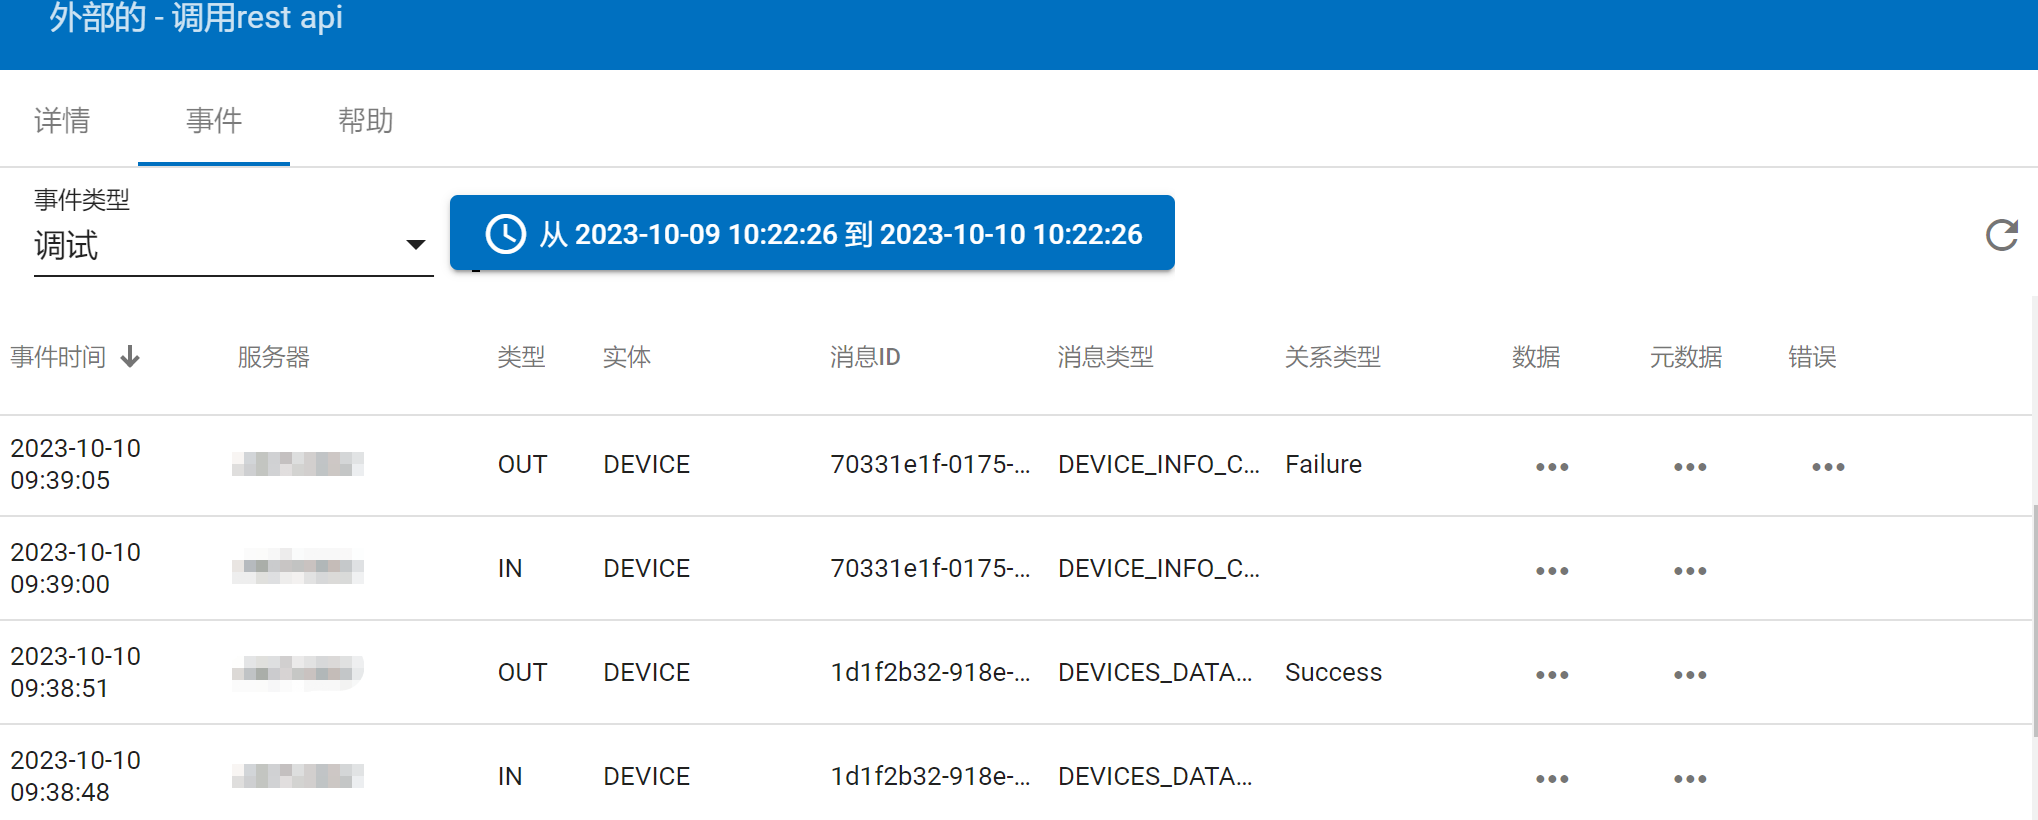 外部的 - 调用rest api
详情 事件 帮助
事件类型
调试
从 2023-10-09 10:22:26 到 2023-10-10 10:22:26
事件时间 服务器 类型 实体 消息ID 消息类型 关系类型 数据 元数据 错误
2023-10-10
09:39:05
OUT DEVICE 70331e1f-0175-... DEVICE_INFO_C... Failure ... ... ...
2023-10-10
09:39:00
IN DEVICE 70331e1f-0175-... DEVICE_INFO_C... ... ...
2023-10-10
09:38:51
OUT DEVICE 1d1f2b32-918e-... DEVICES_DATA... Success ... ...
2023-10-10
09:38:48
IN DEVICE 1d1f2b32-918e-... DEVICES_DATA... ... ...